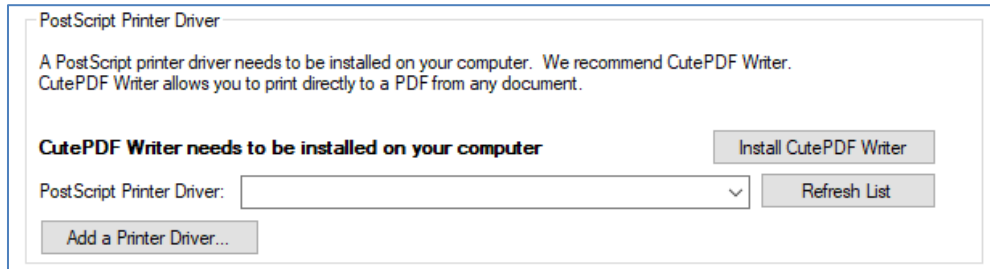 PostScript Printer Driver
A PostScript printer driver needs to be installed on your computer.  We recommend CutePDF Writer.
CutePDF Writer allows you to print directly to a PDF from any document.
CutePDF Writer needs to be installed on your computer
Install CutePDF Writer
PostScript Printer Driver:
Refresh List
Add a Printer Driver...